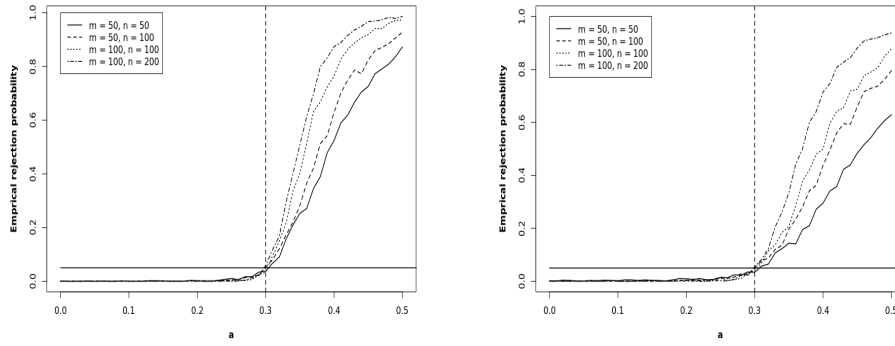 Emprical rejection probability
1.0
0.8
0.6
0.4
0.2
0.0
m = 50, n = 50
m = 50, n = 100
m = 100, n = 100
m = 100, n = 200
0.0 0.1 0.2 0.3 0.4 0.5
a
Emprical rejection probability
1.0
0.8
0.6
0.4
0.2
0.0
m = 50, n = 50
m = 50, n = 100
m = 100, n = 100
m = 100, n = 200
0.0 0.1 0.2 0.3 0.4 0.5
a